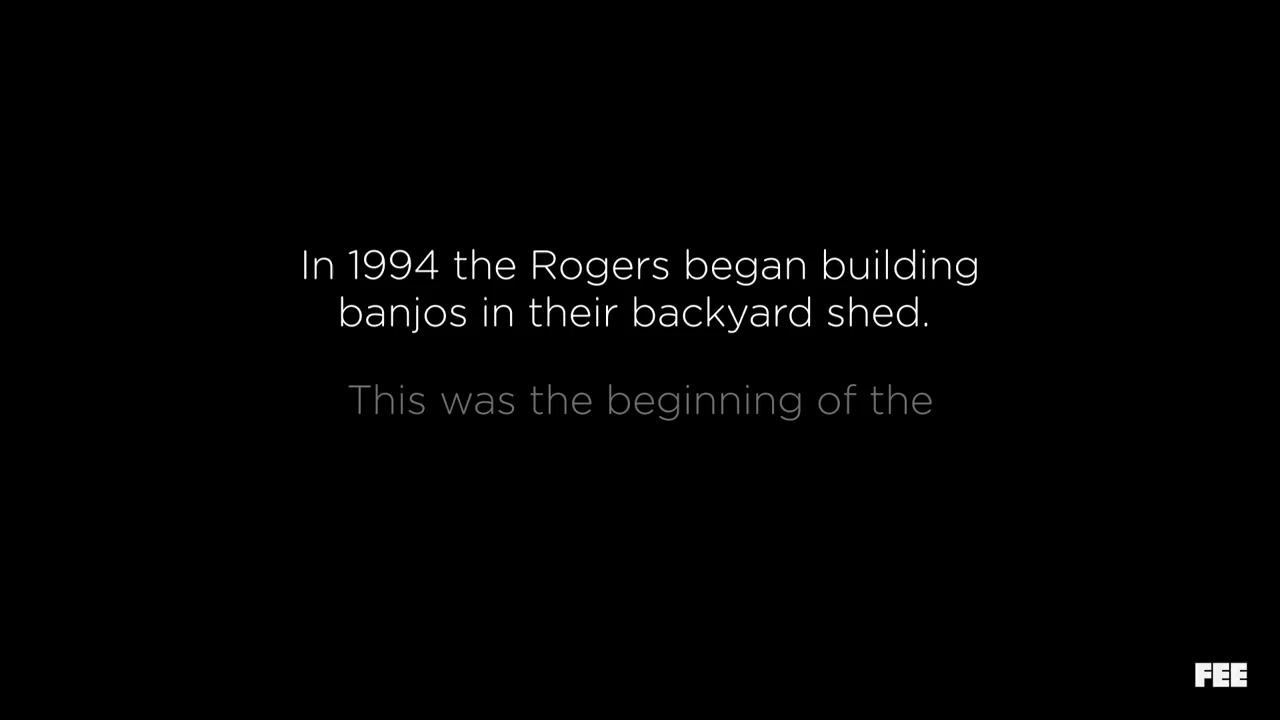 In 1994 the Rogers began building
banjos in their backyard shed.
This was the beginning of the
FEE